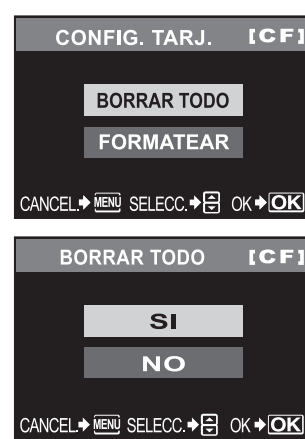 CONFIG. TARJ. [CF]
BORRAR TODO
FORMATEAR
CANCEL.➜MENU SELECC.➜ OK➜OK
BORRAR TODO [CF]
SI
NO
CANCEL.➜MENU SELECC.➜ OK➜OK